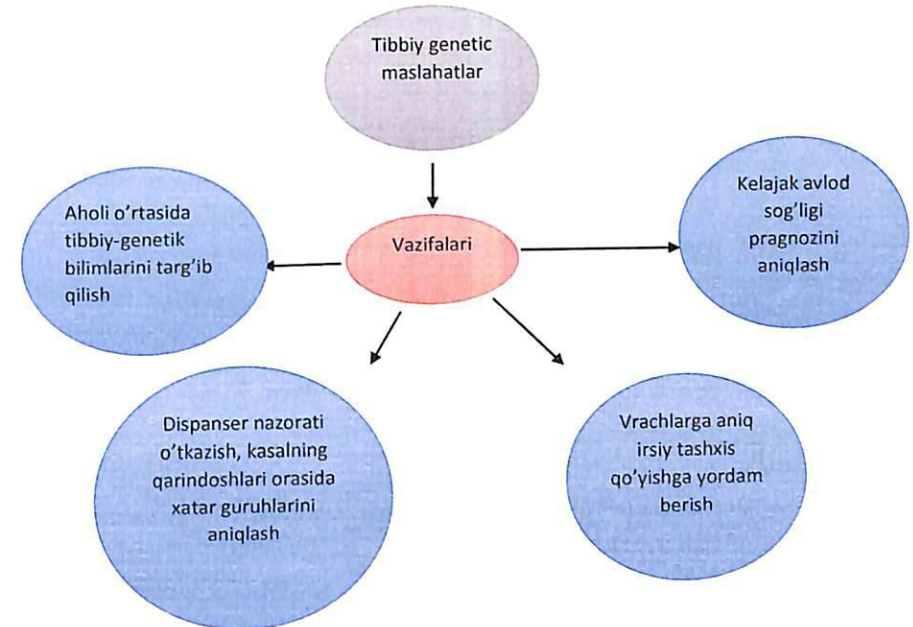 Tibbiy genetic
maslahatlar
Vazifalari
Kelajak avlod
sog'ligi
pragnozini
aniqlash
Aholi o'rtasida
tibbiy-genetik
bilimlarini targ'ib
qilish
Dispanser nazorati
o'tkazish, kasalning
qarindoshlari orasida
xatar guruhlarini
aniqlash
Vrachlarga aniq
irsiy tashxis
qo'yishga yordam
berish